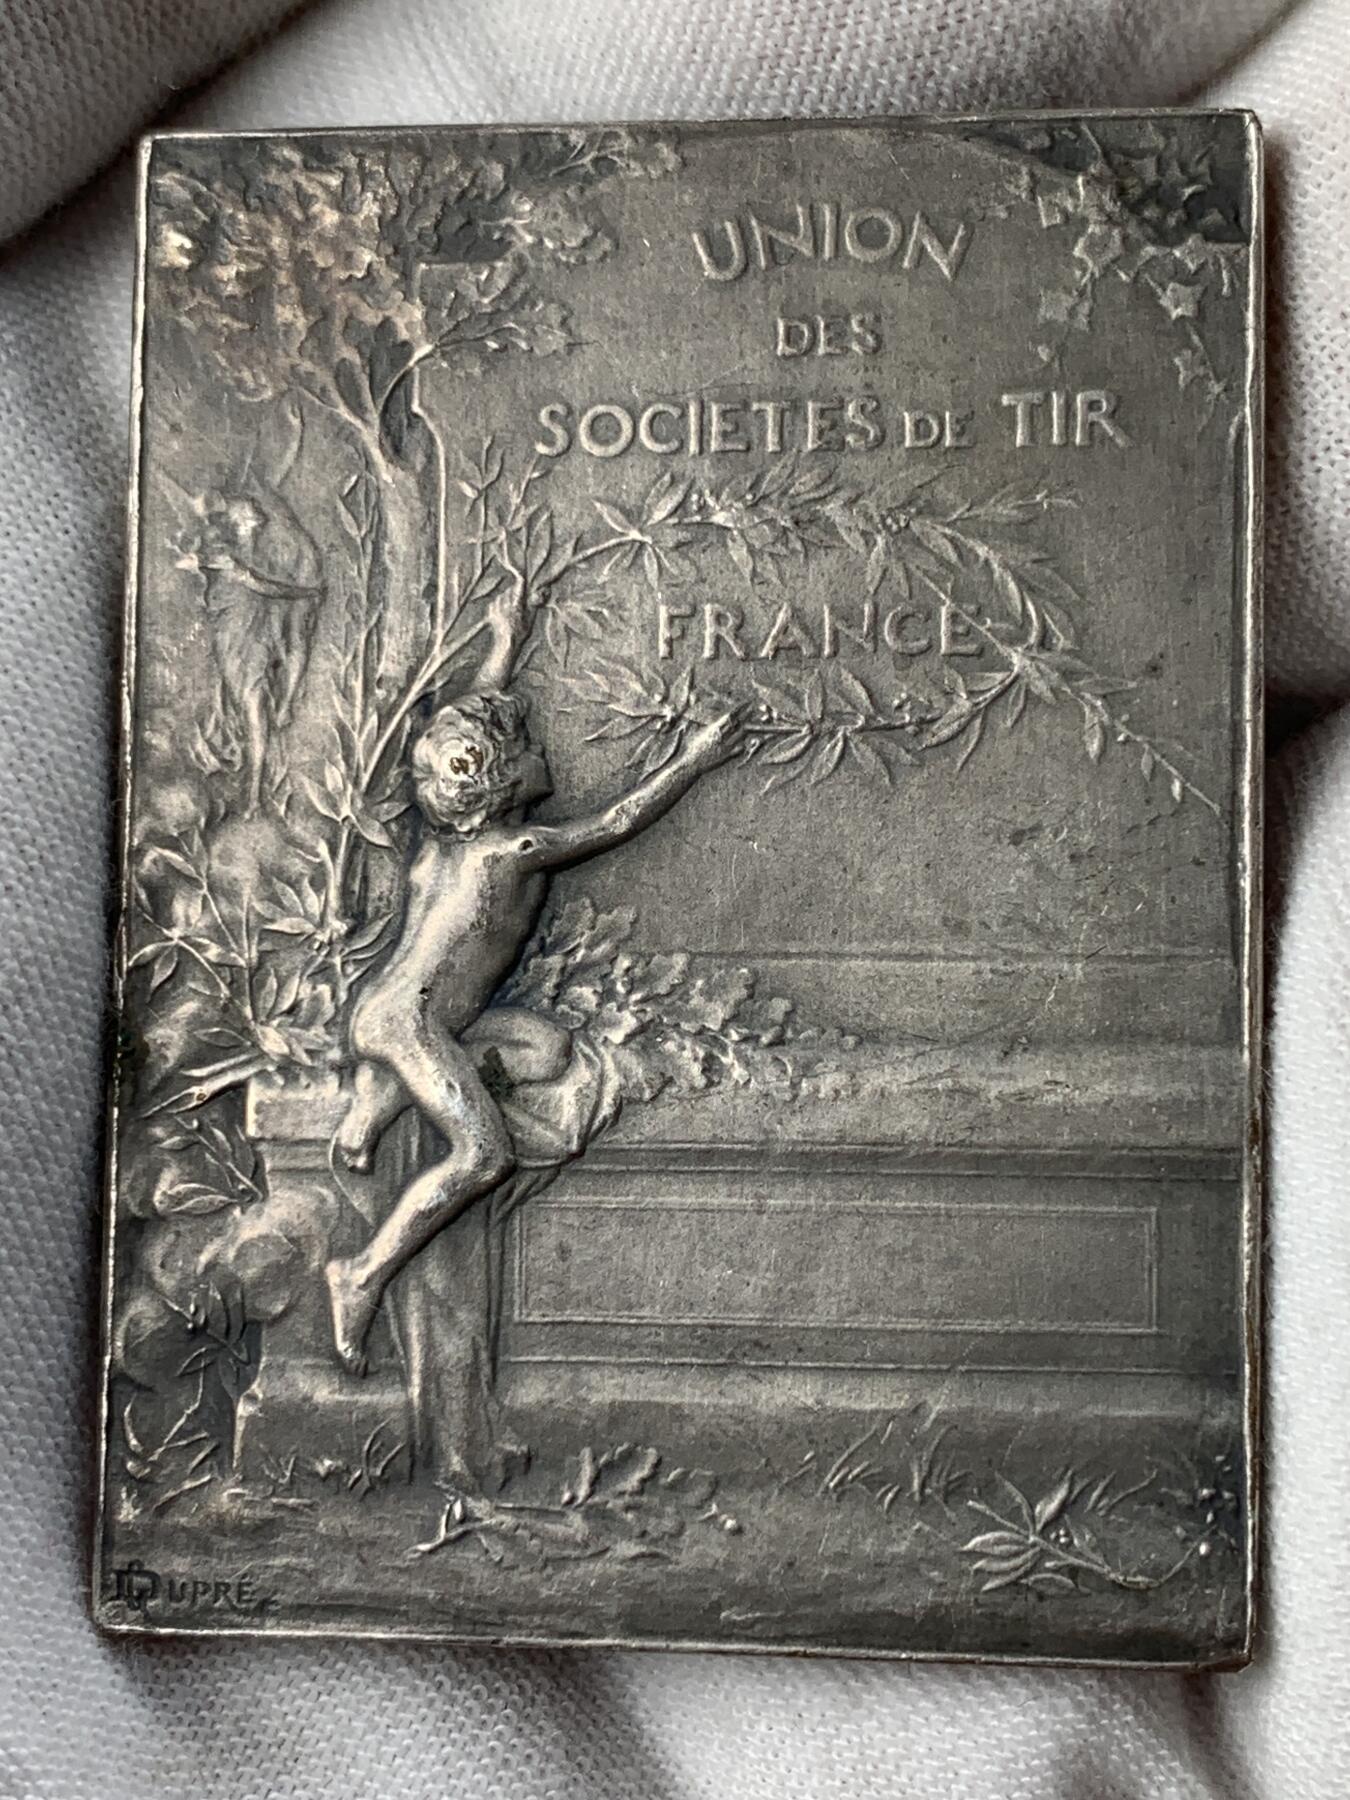 UNION
DES
SOCIETES DE TIR
FRANCE
DUPRÉ